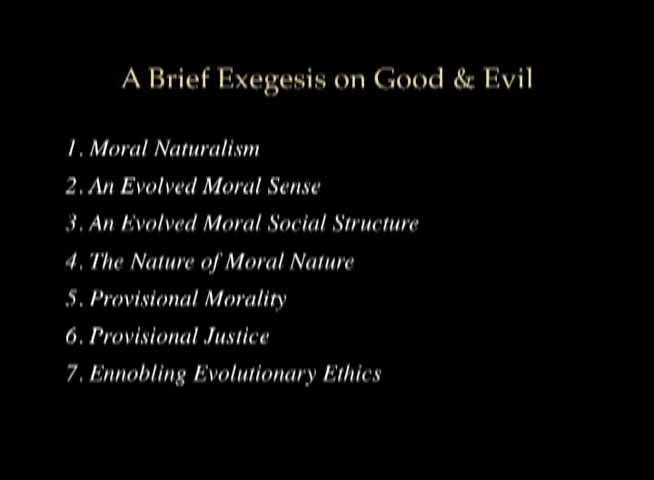 A Brief Exegesis on Good & Evil
1. Moral Naturalism
2. An Evolved Moral Sense
3. An Evolved Moral Social Structure
4. The Nature of Moral Nature
5. Provisional Morality
6. Provisional Justice
7. Ennobling Evolutionary Ethics